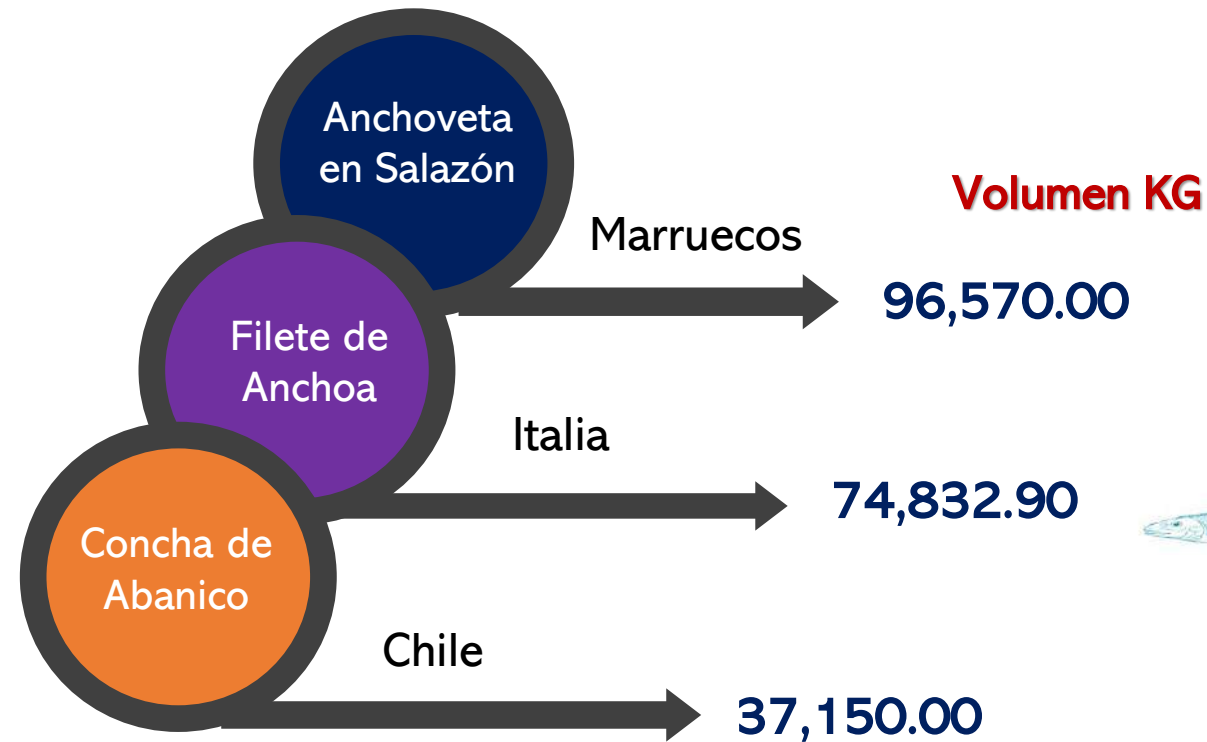 Anchoveta
en Salazón
Volumen KG
Marruecos
96,570.00
Filete de
Anchoa
Italia
74,832.90
Concha de
Abanico
Chile
37,150.00